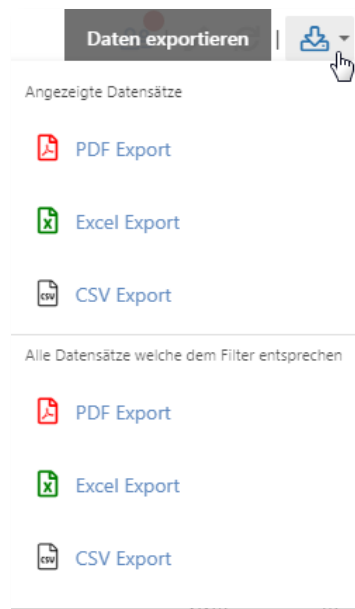 Daten exportieren
Angezeigte Datensätze
PDF Export
Excel Export
CSV Export
Alle Datensätze welche dem Filter entsprechen
PDF Export
Excel Export
CSV Export